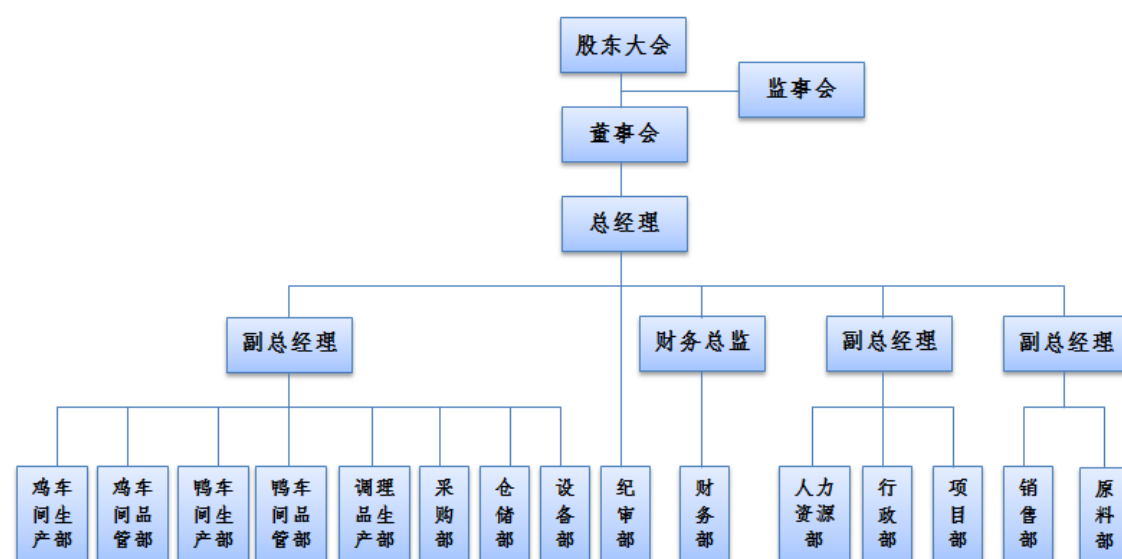 股东大会
监事会
董事会
总经理
副总经理
财务总监
副总经理
副总经理
鸡车
间生
产部
鸡车
间品
管部
鸭车
间生
产部
鸭车
间品
管部
调理
品生
产部
采
购
部
仓
储
部
设
备
部
纪
审
部
财
务
部
人力
资源
部
行
政
部
项
目
部
销
售
部
原
料
部